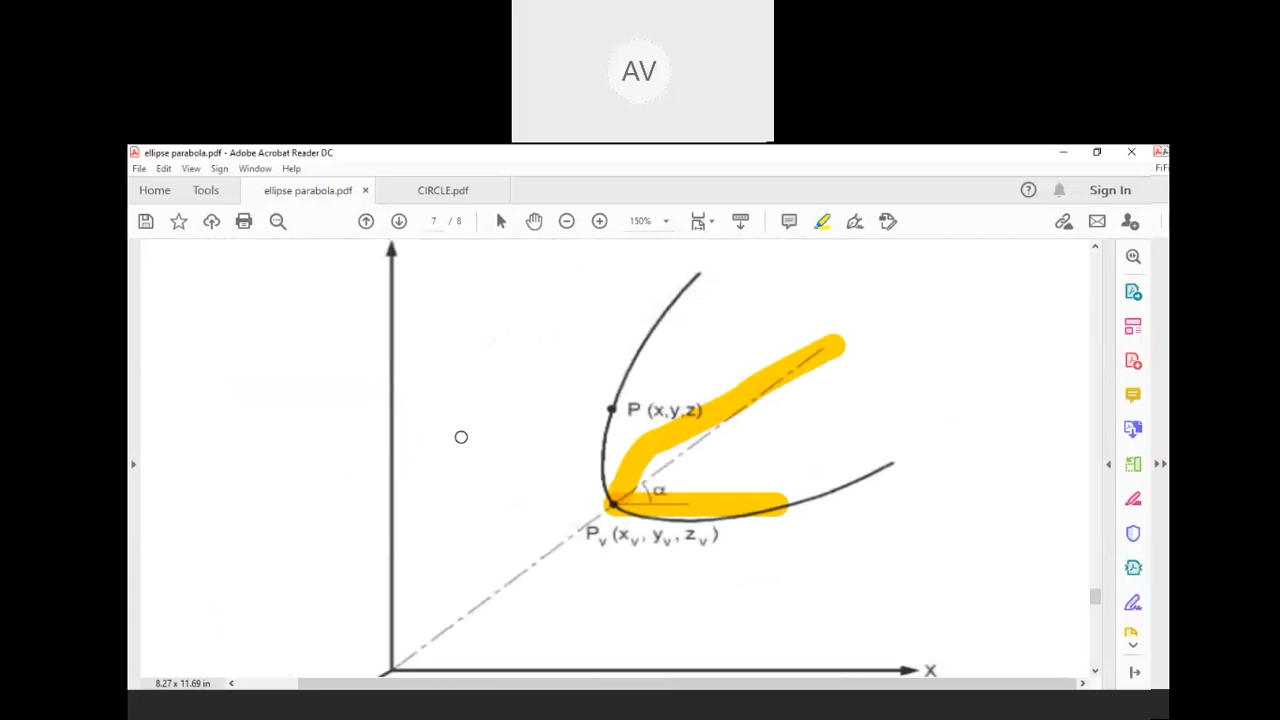 AV
ellipse parabola.pdf - Adobe Acrobat Reader DC
File Edit View Sign Window Help
FiF
Home Tools ellipse parabola.pdf × CIRCLE.pdf Sign In
7 / 8 150%
P (x,y,z)
α
Pᵥ (xᵥ, yᵥ, zᵥ)
X
8.27 x 11.69 in